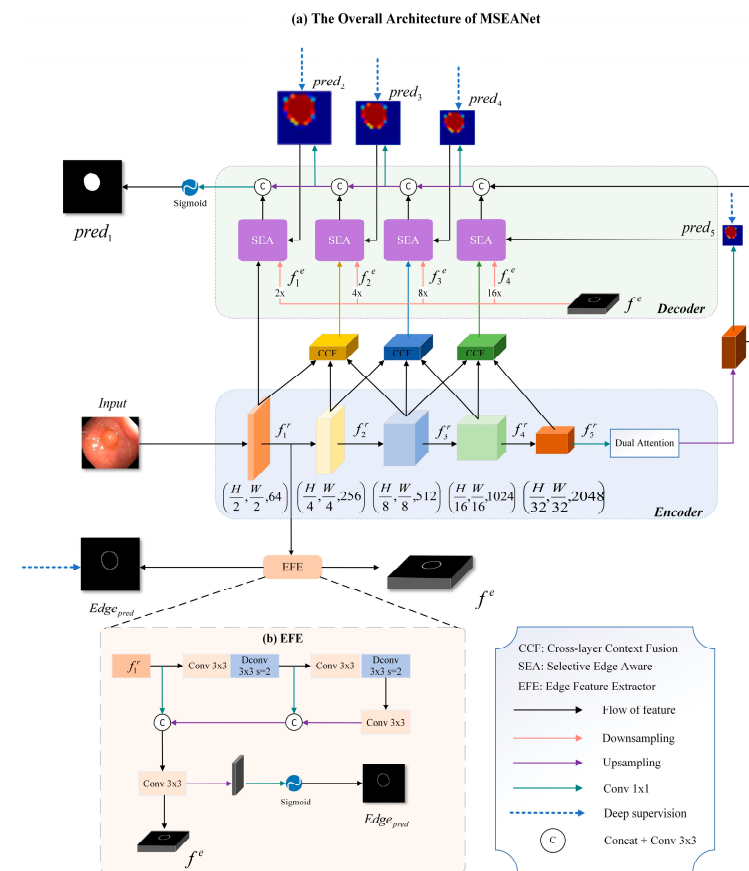 (a) The Overall Architecture of MSEANet
pred₂
pred₃
pred₄
C
C
C
C
Sigmoid
pred₁
SEA
SEA
SEA
SEA
pred₅
f₁ᵉ
f₂ᵉ
f₃ᵉ
f₄ᵉ
2x
4x
8x
16x
fᵉ
Decoder
CCF
CCF
CCF
Input
f₁ʳ
f₂ʳ
f₃ʳ
f₄ʳ
f₅ʳ
Dual Attention
(H/2, W/2, 64)
(H/4, W/4, 256)
(H/8, W/8, 512)
(H/16, W/16, 1024)
(H/32, W/32, 2048)
Encoder
EFE
Edge_pred
fᵉ
(b) EFE
f₁ʳ
Conv 3x3
Dconv
3x3 s=2
Conv 3x3
Dconv
3x3 s=2
C
C
Conv 3x3
Conv 3x3
Sigmoid
Edge_pred
fᵉ
CCF: Cross-layer Context Fusion
SEA: Selective Edge Aware
EFE: Edge Feature Extractor
Flow of feature
Downsampling
Upsampling
Conv 1x1
Deep supervision
C
Concat + Conv 3x3